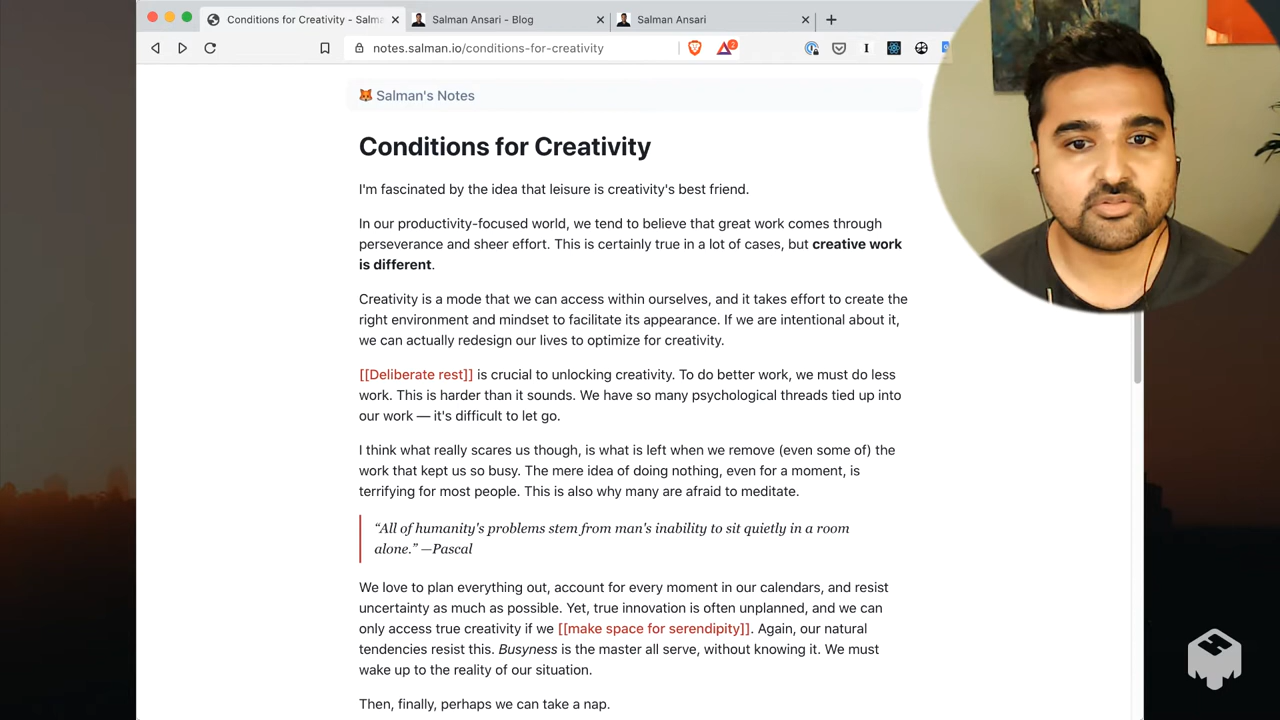 Conditions for Creativity - Salma
Salman Ansari - Blog
Salman Ansari
notes.salman.io/conditions-for-creativity
2
🦊 Salman's Notes
Conditions for Creativity
I'm fascinated by the idea that leisure is creativity's best friend.
In our productivity-focused world, we tend to believe that great work comes through
perseverance and sheer effort. This is certainly true in a lot of cases, but creative work
is different.
Creativity is a mode that we can access within ourselves, and it takes effort to create the
right environment and mindset to facilitate its appearance. If we are intentional about it,
we can actually redesign our lives to optimize for creativity.
[[Deliberate rest]] is crucial to unlocking creativity. To do better work, we must do less
work. This is harder than it sounds. We have so many psychological threads tied up into
our work — it's difficult to let go.
I think what really scares us though, is what is left when we remove (even some of) the
work that kept us so busy. The mere idea of doing nothing, even for a moment, is
terrifying for most people. This is also why many are afraid to meditate.
“All of humanity's problems stem from man's inability to sit quietly in a room
alone.” —Pascal
We love to plan everything out, account for every moment in our calendars, and resist
uncertainty as much as possible. Yet, true innovation is often unplanned, and we can
only access true creativity if we [[make space for serendipity]]. Again, our natural
tendencies resist this. Busyness is the master all serve, without knowing it. We must
wake up to the reality of our situation.
Then, finally, perhaps we can take a nap.